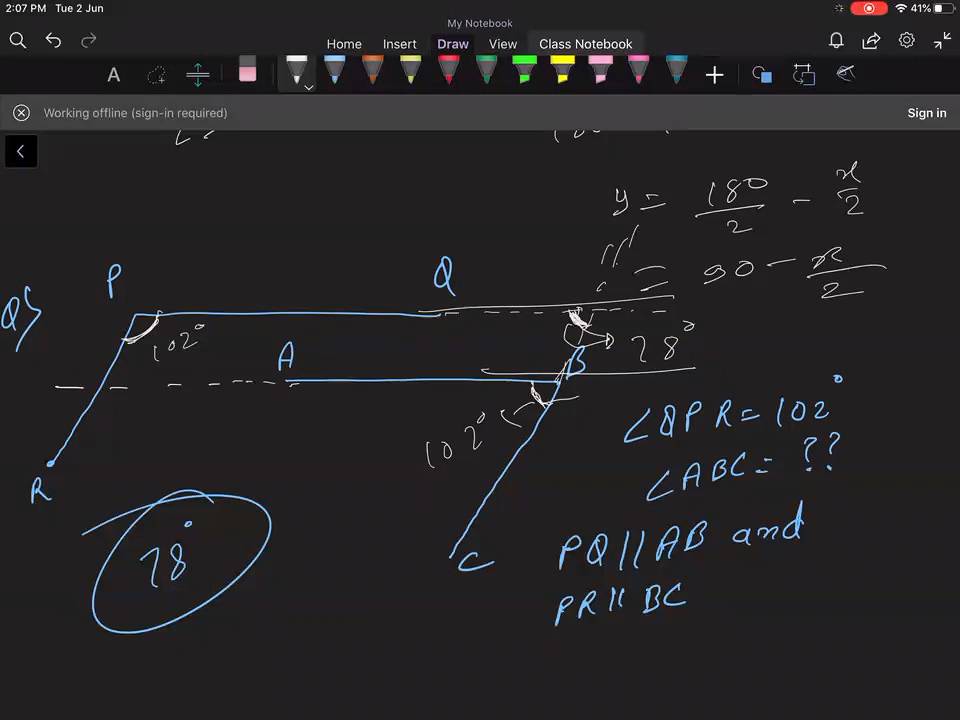 2:07 PM Tue 2 Jun
41%
My Notebook
Home Insert Draw View Class Notebook
A
Working offline (sign-in required)
Sign in
y = 180/2 - x/2
= 90 - x/2
Q)
P
Q
102°
78°
A
B
102°
R
C
78°
∠QPR = 102°
∠ABC = ??
PQ || AB and
PR || BC